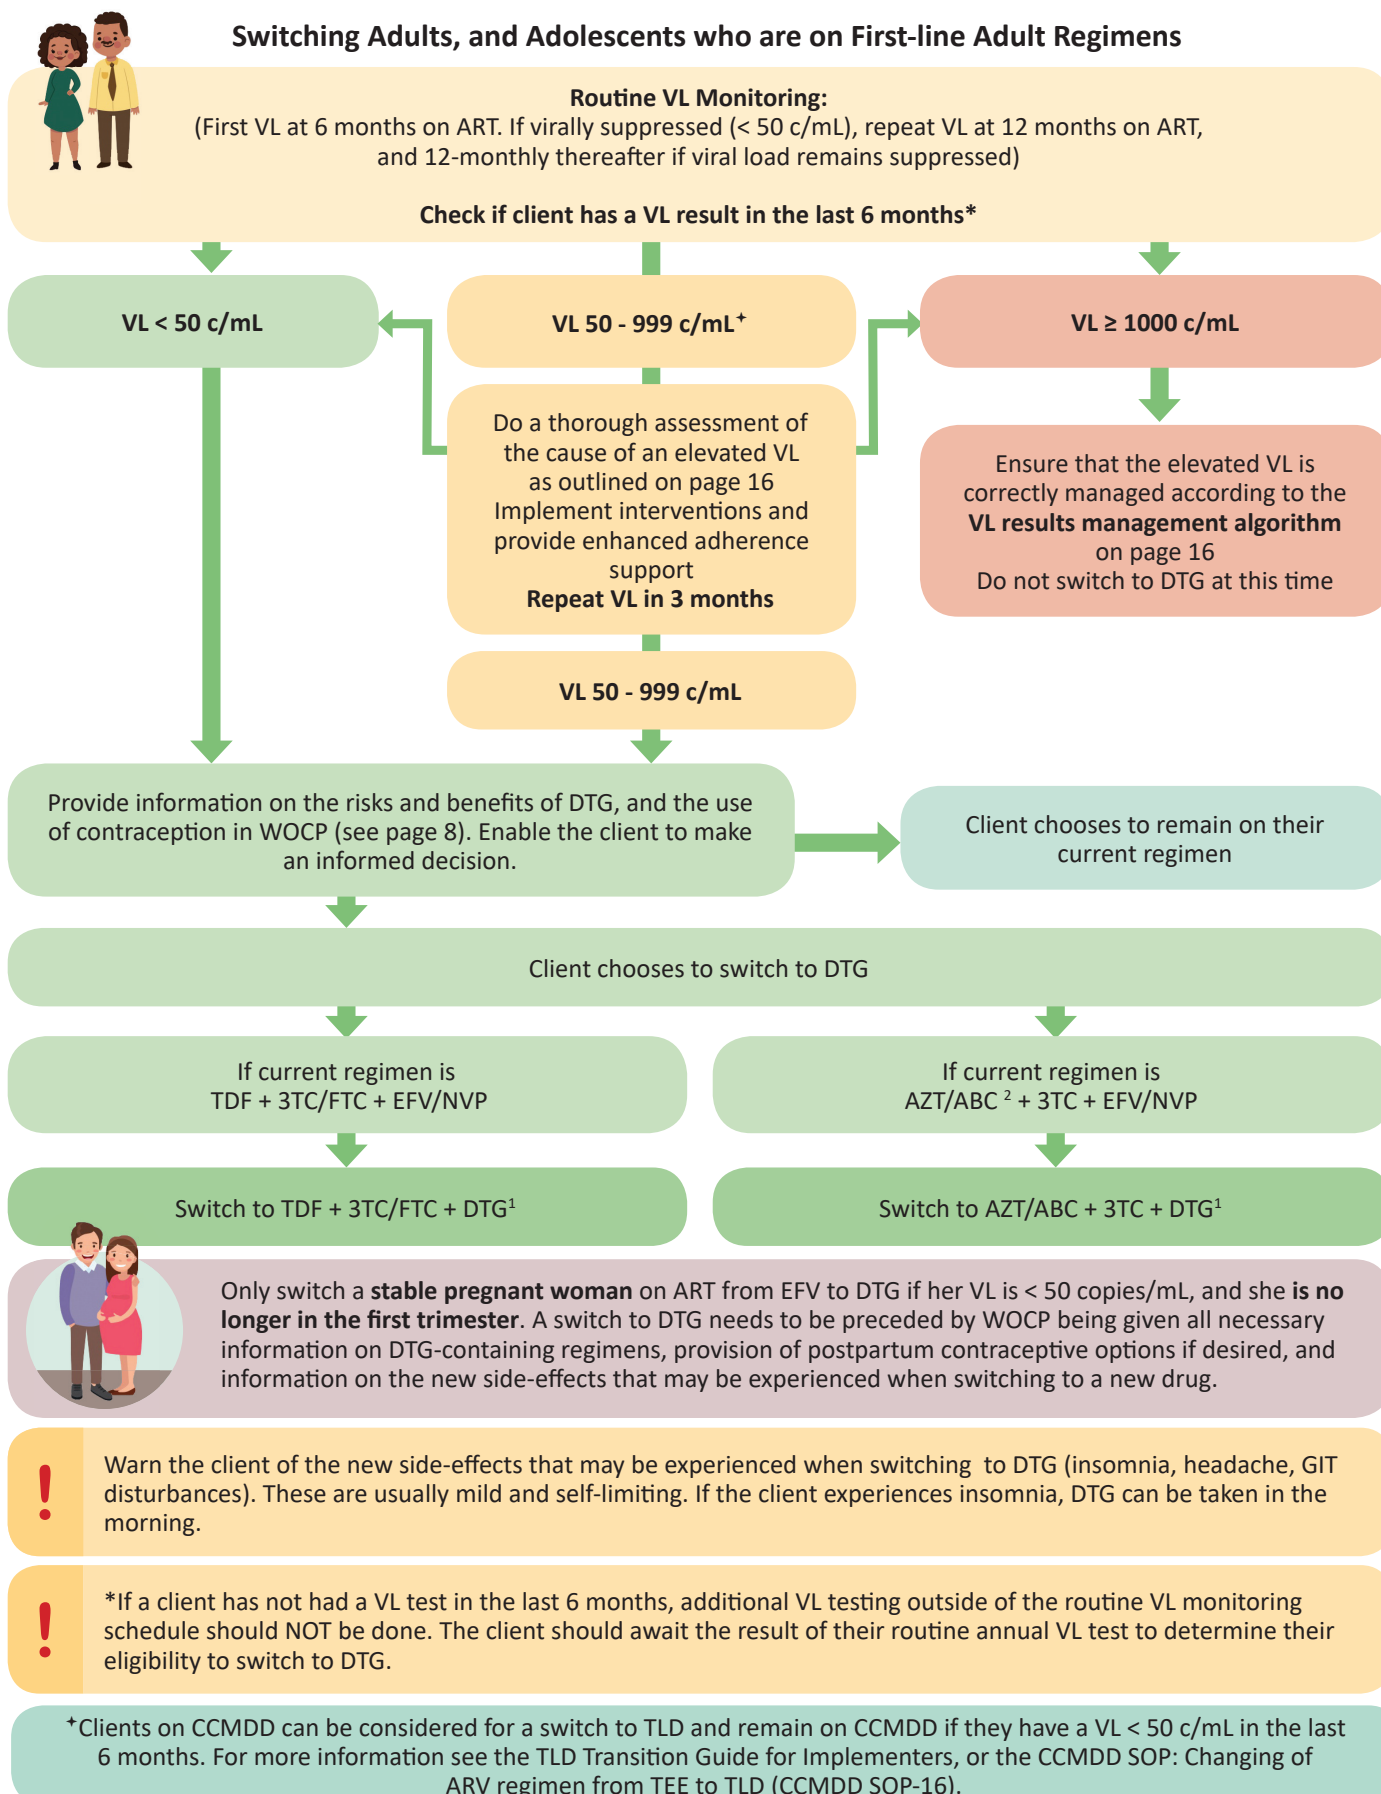 Switching Adults, and Adolescents who are on First-line Adult Regimens
Routine VL Monitoring:
(First VL at 6 months on ART. If virally suppressed (< 50 c/mL), repeat VL at 12 months on ART,
and 12-monthly thereafter if viral load remains suppressed)
Check if client has a VL result in the last 6 months*
VL < 50 c/mL
VL 50 - 999 c/mL✦
VL ≥ 1000 c/mL
Do a thorough assessment of
the cause of an elevated VL
as outlined on page 16
Implement interventions and
provide enhanced adherence
support
Repeat VL in 3 months
Ensure that the elevated VL is
correctly managed according to the
VL results management algorithm
on page 16
Do not switch to DTG at this time
VL 50 - 999 c/mL
Provide information on the risks and benefits of DTG, and the use
of contraception in WOCP (see page 8). Enable the client to make
an informed decision.
Client chooses to remain on their
current regimen
Client chooses to switch to DTG
If current regimen is
TDF + 3TC/FTC + EFV/NVP
If current regimen is
AZT/ABC ² + 3TC + EFV/NVP
Switch to TDF + 3TC/FTC + DTG¹
Switch to AZT/ABC + 3TC + DTG¹
Only switch a stable pregnant woman on ART from EFV to DTG if her VL is < 50 copies/mL, and she is no
longer in the first trimester. A switch to DTG needs to be preceded by WOCP being given all necessary
information on DTG-containing regimens, provision of postpartum contraceptive options if desired, and
information on the new side-effects that may be experienced when switching to a new drug.
!
Warn the client of the new side-effects that may be experienced when switching to DTG (insomnia, headache, GIT
disturbances). These are usually mild and self-limiting. If the client experiences insomnia, DTG can be taken in the
morning.
!
*If a client has not had a VL test in the last 6 months, additional VL testing outside of the routine VL monitoring
schedule should NOT be done. The client should await the result of their routine annual VL test to determine their
eligibility to switch to DTG.
✦Clients on CCMDD can be considered for a switch to TLD and remain on CCMDD if they have a VL < 50 c/mL in the last
6 months. For more information see the TLD Transition Guide for Implementers, or the CCMDD SOP: Changing of
ARV regimen from TEE to TLD (CCMDD SOP-16).